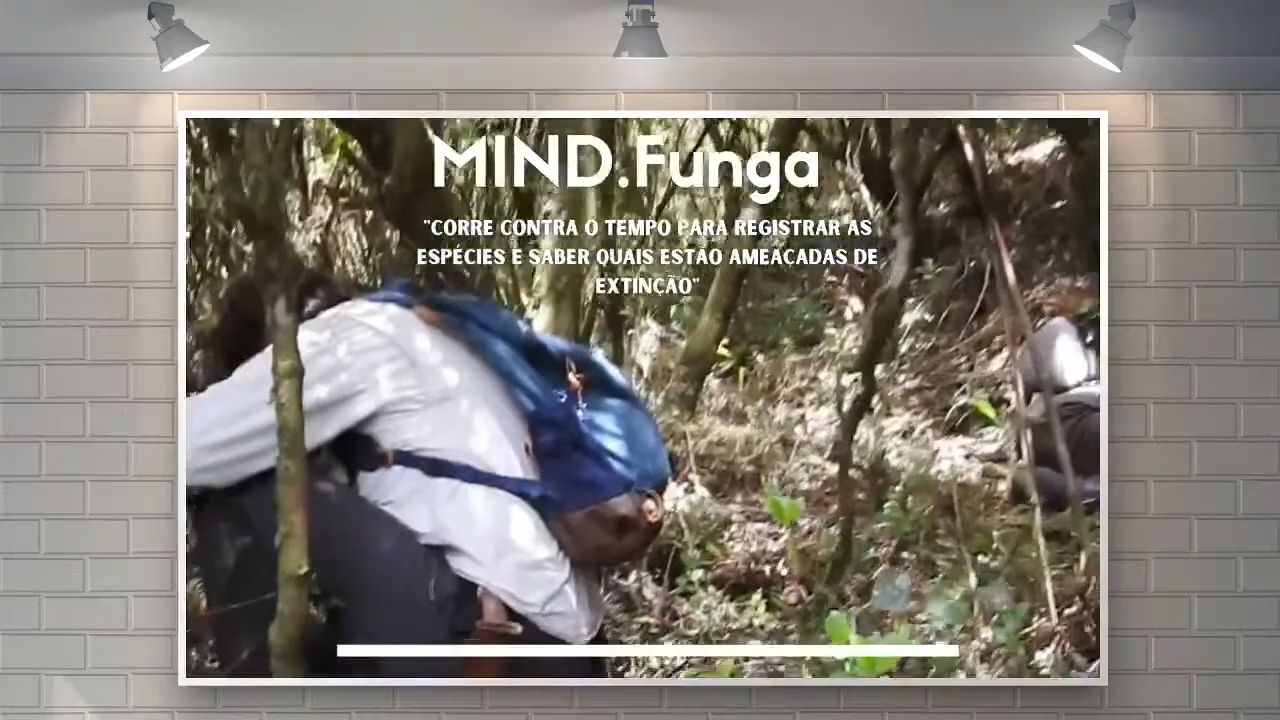 MIND.Funga
"CORRE CONTRA O TEMPO PARA REGISTRAR AS
ESPÉCIES E SABER QUAIS ESTÃO AMEAÇADAS DE
EXTINÇÃO"